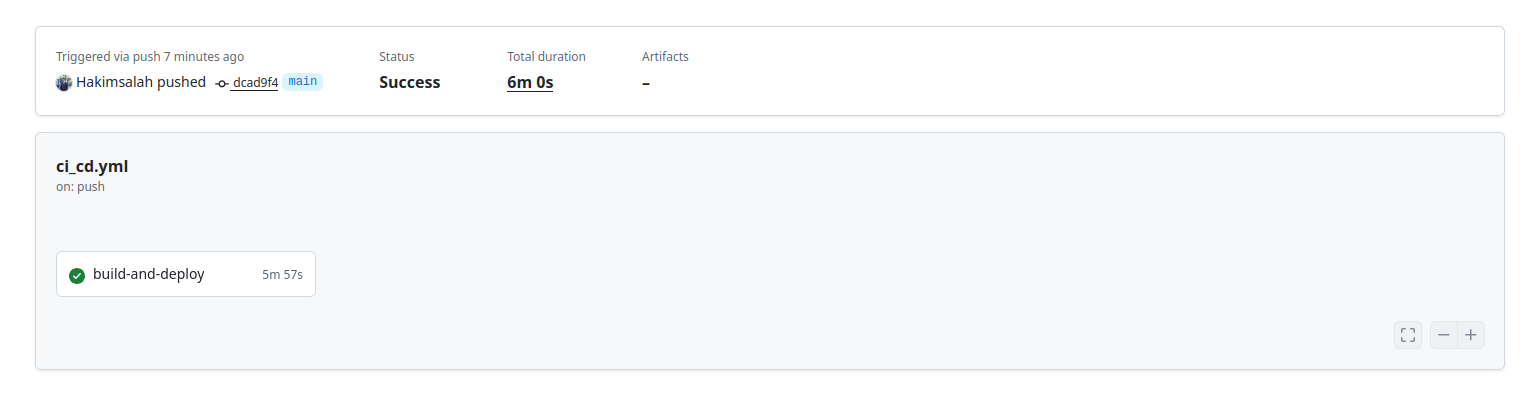 Triggered via push 7 minutes ago
Hakimsalah pushed dcad9f4 main
Status
Success
Total duration
6m 0s
Artifacts
–
ci_cd.yml
on: push
build-and-deploy 5m 57s